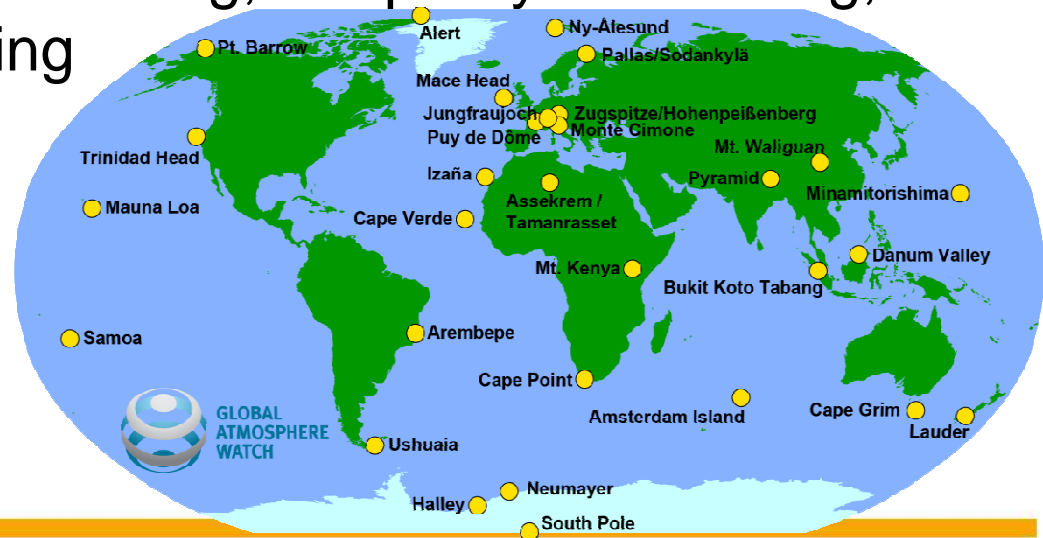 ing
Alert
Ny-Ålesund
Pt. Barrow
Pallas/Sodankylä
Mace Head
Jungfraujoch
Zugspitze/Hohenpeißenberg
Puy de Dôme
Monte Cimone
Trinidad Head
Mt. Waliguan
Izaña
Pyramid
Minamitorishima
Assekrem /
Tamanrasset
Mauna Loa
Cape Verde
Danum Valley
Mt. Kenya
Bukit Koto Tabang
Samoa
Arembepe
Cape Point
Amsterdam Island
Cape Grim
Lauder
GLOBAL
ATMOSPHERE
WATCH
Ushuaia
Neumayer
Halley
South Pole